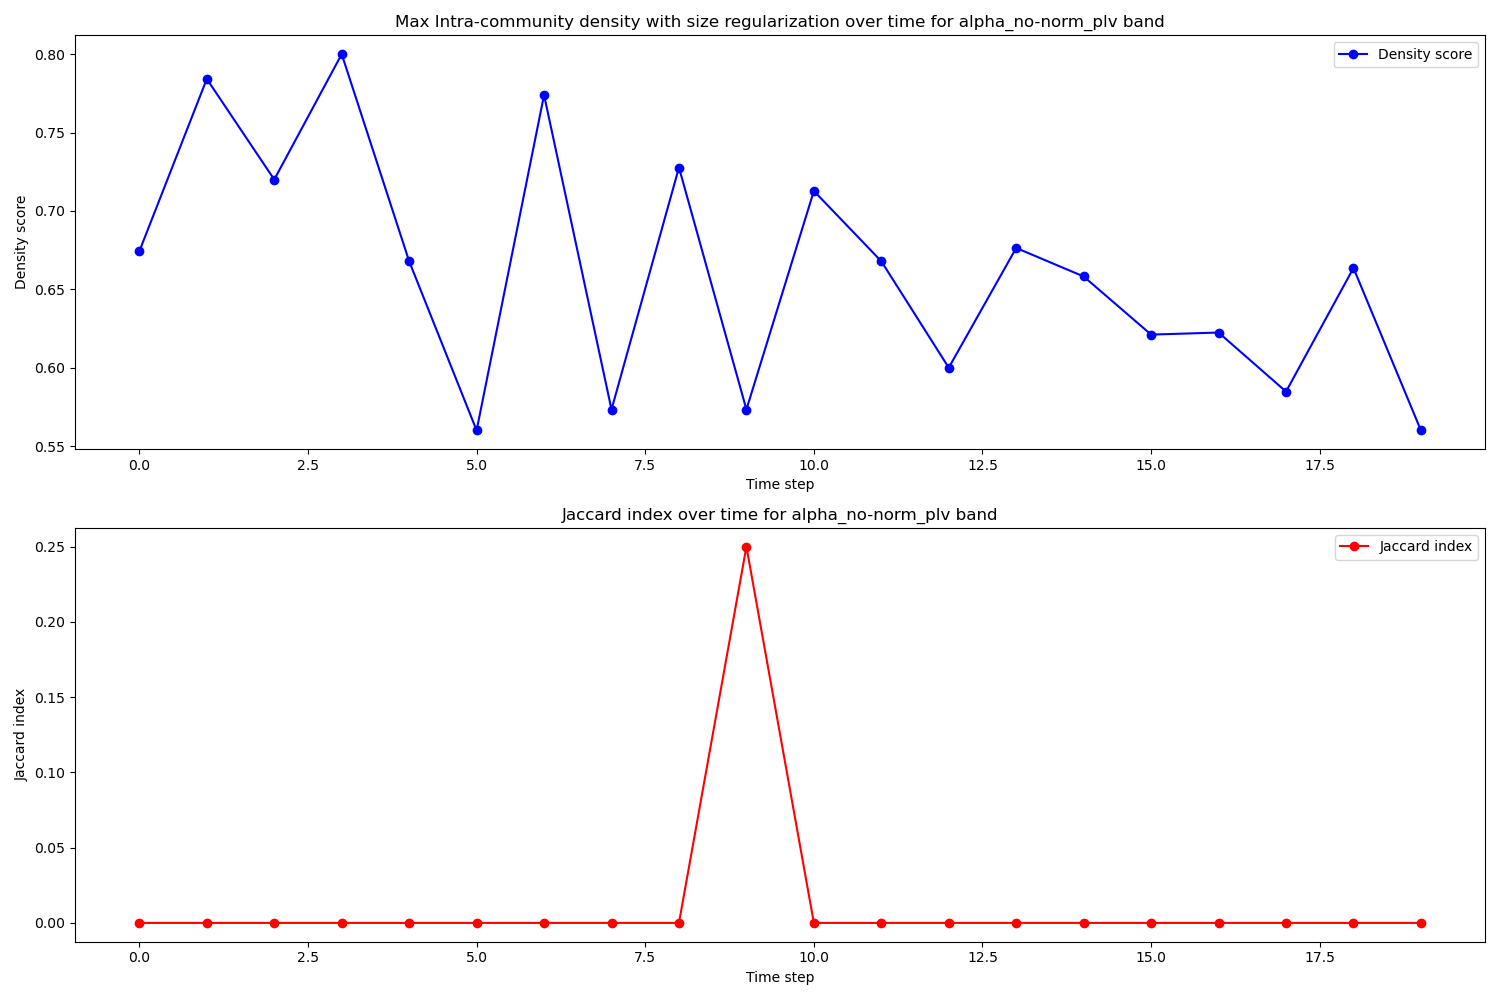 Max Intra-community density with size regularization over time for alpha_no-norm_plv band
Density score
0.80
0.75
0.70
0.65
0.60
0.55
Density score
0.0 2.5 5.0 7.5 10.0 12.5 15.0 17.5
Time step
Jaccard index over time for alpha_no-norm_plv band
Jaccard index
0.25
0.20
0.15
0.10
0.05
0.00
Jaccard index
0.0 2.5 5.0 7.5 10.0 12.5 15.0 17.5
Time step